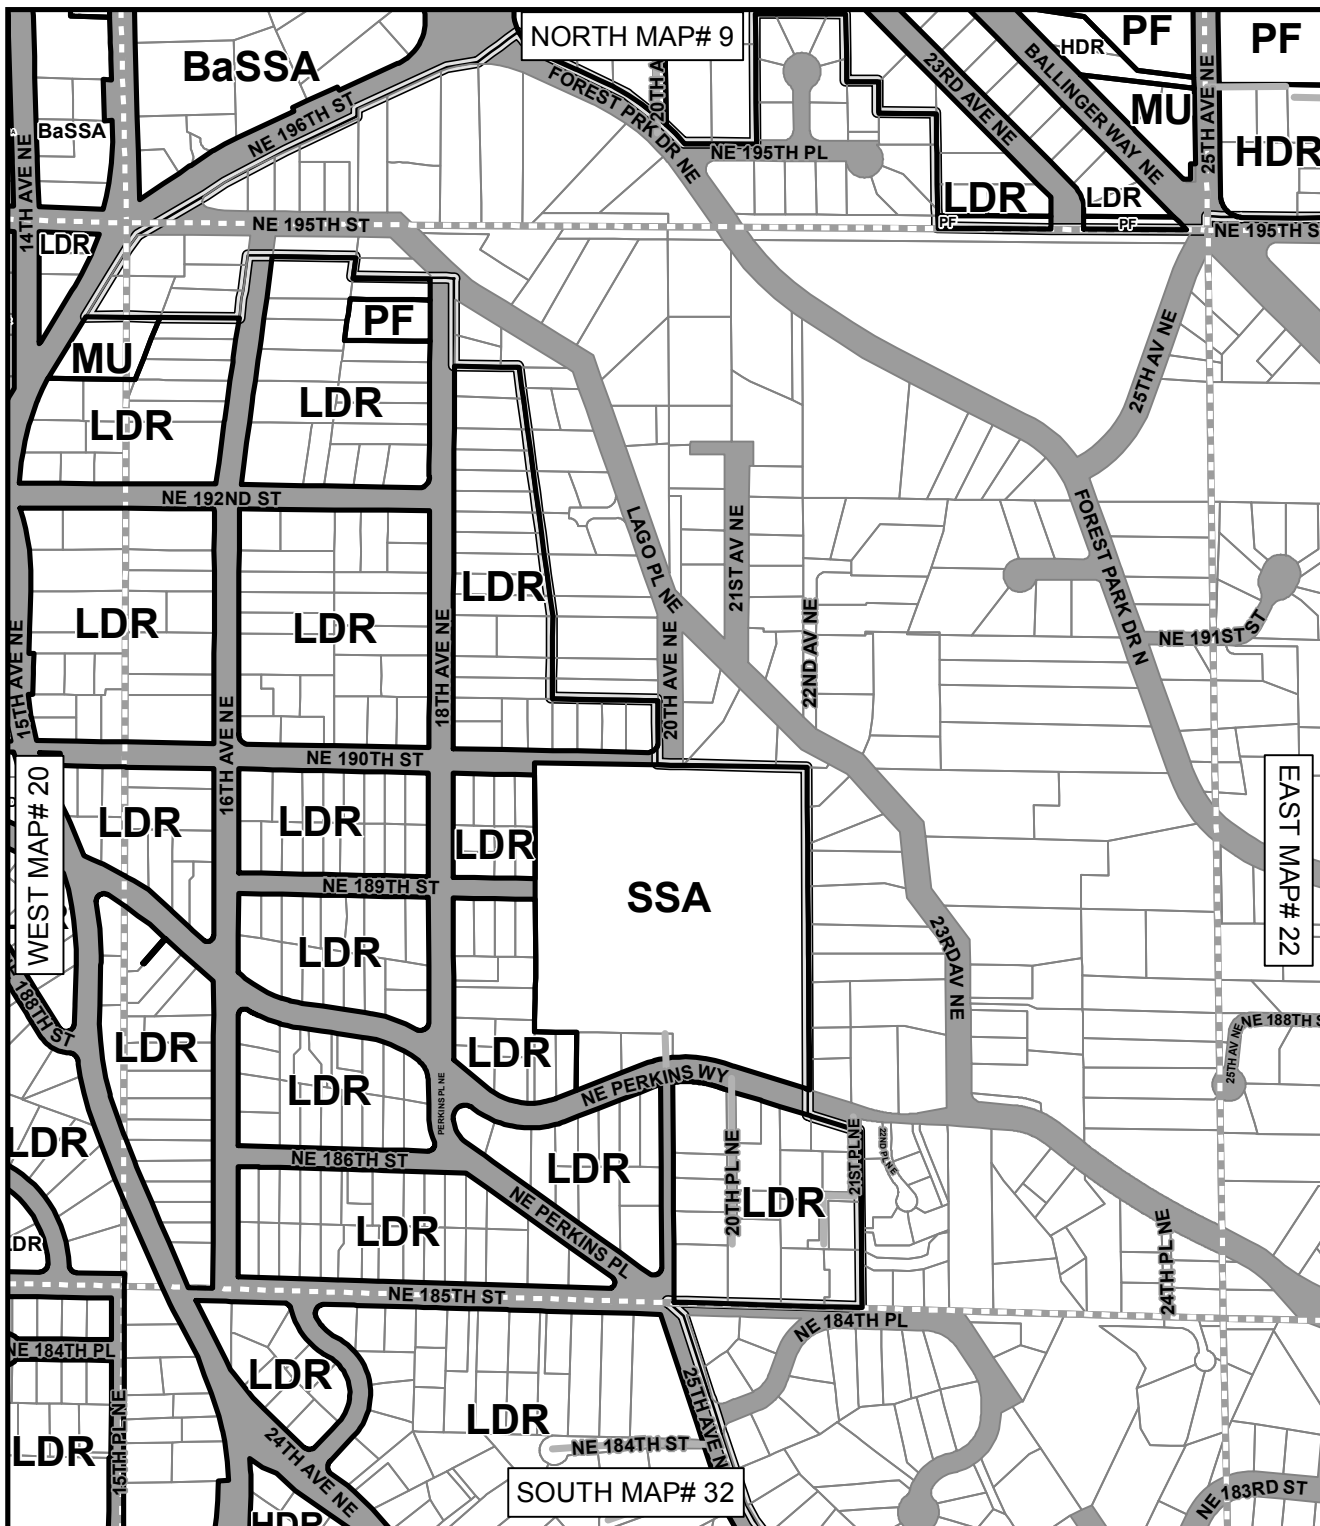 NORTH MAP# 9
BaSSA
PF
PF
HDR
MU
HDR
BaSSA
NE 196TH ST
FOREST PRK DR NE
20TH A
23RD AVE NE
BALLINGER WAY NE
25TH AVE NE
14TH AVE NE
NE 195TH PL
LDR
LDR
PF
PF
NE 195TH ST
NE 195TH S
LDR
PF
MU
LDR
LDR
25TH AV NE
NE 192ND ST
LAGO PL NE
21ST AV NE
FOREST PARK DR N
LDR
LDR
LDR
15TH AVE NE
18TH AVE NE
20TH AVE NE
22ND AV NE
NE 191ST ST
ST
16TH AVE NE
NE 190TH ST
WEST MAP# 20
EAST MAP# 22
LDR
LDR
LDR
NE 189TH ST
SSA
LDR
23RD AV NE
188TH ST
LDR
LDR
LDR
NE PERKINS WY
PERKINS PL NE
NE 188TH S
25TH AV NE
LDR
NE 186TH ST
LDR
20TH PL NE
LDR
21ST PL NE
22ND PL NE
LDR
NE PERKINS PL
24TH PL NE
DR
NE 185TH ST
NE 184TH PL
NE 184TH PL
LDR
25TH AVE N
15TH PL NE
LDR
LDR
24TH AVE NE
NE 184TH ST
SOUTH MAP# 32
NE 183RD ST
HDR